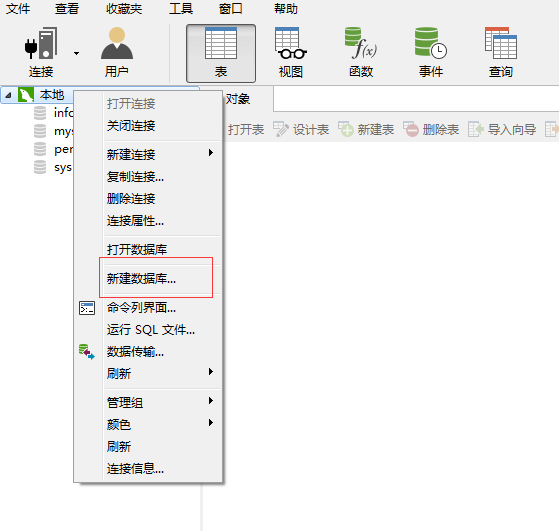 文件 查看 收藏夹 工具 窗口 帮助
连接 用户 表 视图 函数 事件 查询
本地
对象
打开表 设计表 新建表 删除表 导入向导
sys
打开连接
关闭连接
新建连接
复制连接...
删除连接
连接属性...
打开数据库
新建数据库...
命令列界面...
运行 SQL 文件...
数据传输...
刷新
管理组
颜色
刷新
连接信息...